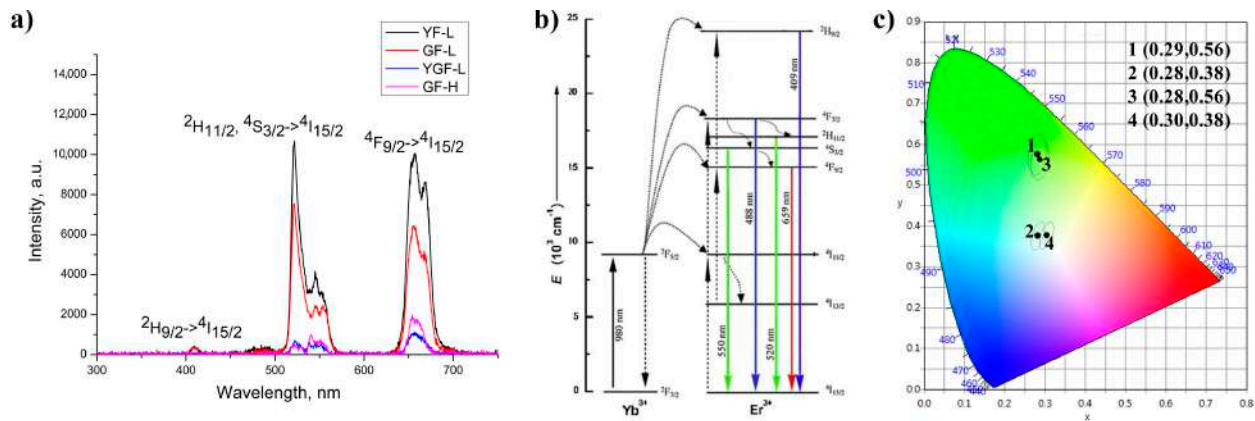 a)
YF-L
GF-L
YGF-L
GF-H
14,000
12,000
10,000
8000
6000
4000
2000
0
²H₁₁/₂, ⁴S₃/₂->⁴I₁₅/₂
⁴F₉/₂->⁴I₁₅/₂
²H₉/₂->⁴I₁₅/₂
Intensity, a.u.
300 400 500 600 700
Wavelength, nm
b)
25
20
15
10
5
0
E (10³ cm⁻¹)
²H₉/₂
409 nm
⁴F₇/₂
²H₁₁/₂
⁴S₃/₂
⁴F₉/₂
488 nm
659 nm
²F₅/₂
⁴I₁₁/₂
⁴I₁₃/₂
980 nm
550 nm
520 nm
⁴I₁₅/₂
Yb³⁺
Er³⁺
c)
1 (0.29,0.56)
2 (0.28,0.38)
3 (0.28,0.56)
4 (0.30,0.38)
0.9
0.8
0.7
0.6
0.5
0.4
0.3
0.2
0.1
0.0
y
530
540
550
560
570
580
590
600
610
620
510
500
490
480
470
460
1
3
2
4
0.0 0.1 0.2 0.3 0.4 0.5 0.6 0.7 0.8
x